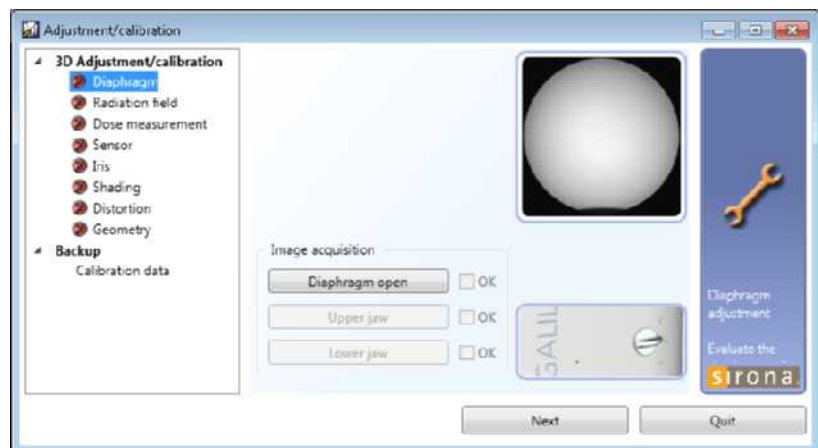 Adjustment/calibration
3D Adjustment/calibration
Diaphragm
Radiation field
Dose measurement
Sensor
Iris
Shading
Distortion
Geometry
Backup
Calibration data
Image acquisition
Diaphragm open
OK
Upper jaw
OK
Lower jaw
OK
GALIL
Diaphragm
adjustment
Evaluate the
sirona.
Next
Quit